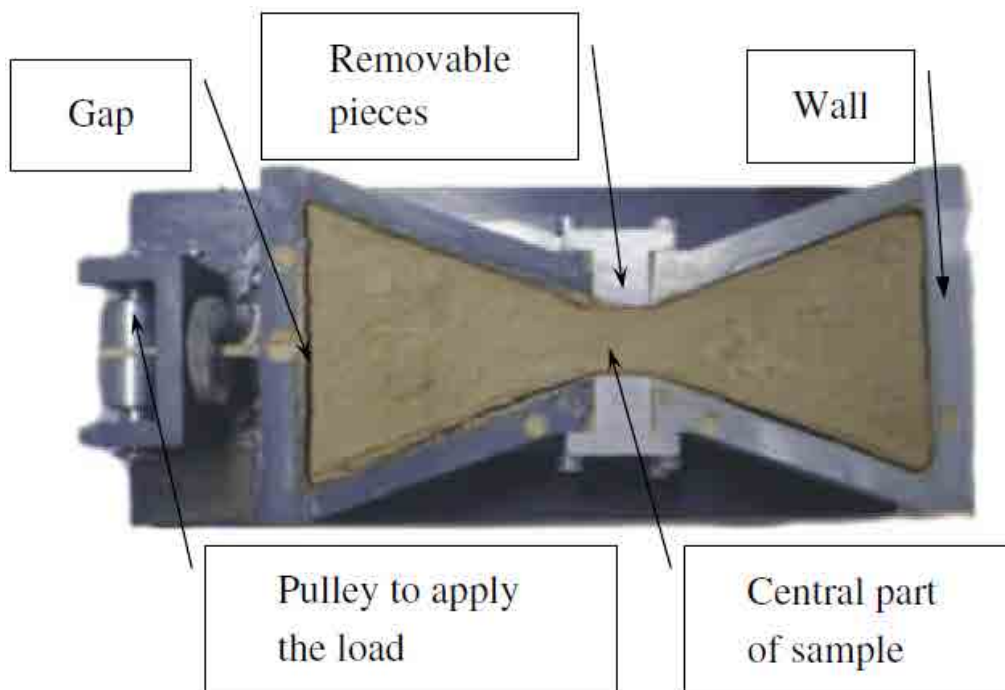 Removable
pieces
Gap
Wall
Pulley to apply
the load
Central part
of sample